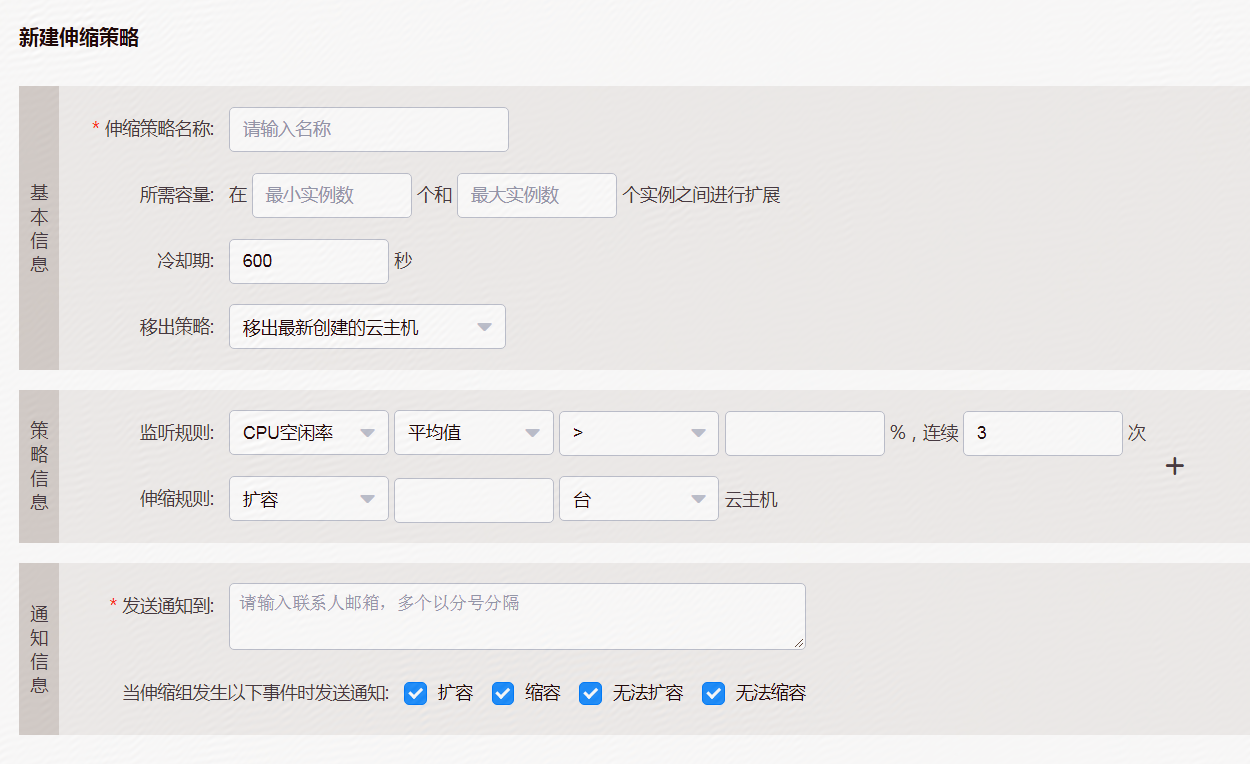 新建伸缩策略
基本信息
* 伸缩策略名称: 请输入名称
所需容量: 在 最小实例数 个和 最大实例数 个实例之间进行扩展
冷却期: 600 秒
移出策略: 移出最新创建的云主机
策略信息
监听规则: CPU空闲率 平均值 > %，连续 3 次
+
伸缩规则: 扩容 台 云主机
通知信息
* 发送通知到: 请输入联系人邮箱，多个以分号分隔
当伸缩组发生以下事件时发送通知: 扩容 缩容 无法扩容 无法缩容